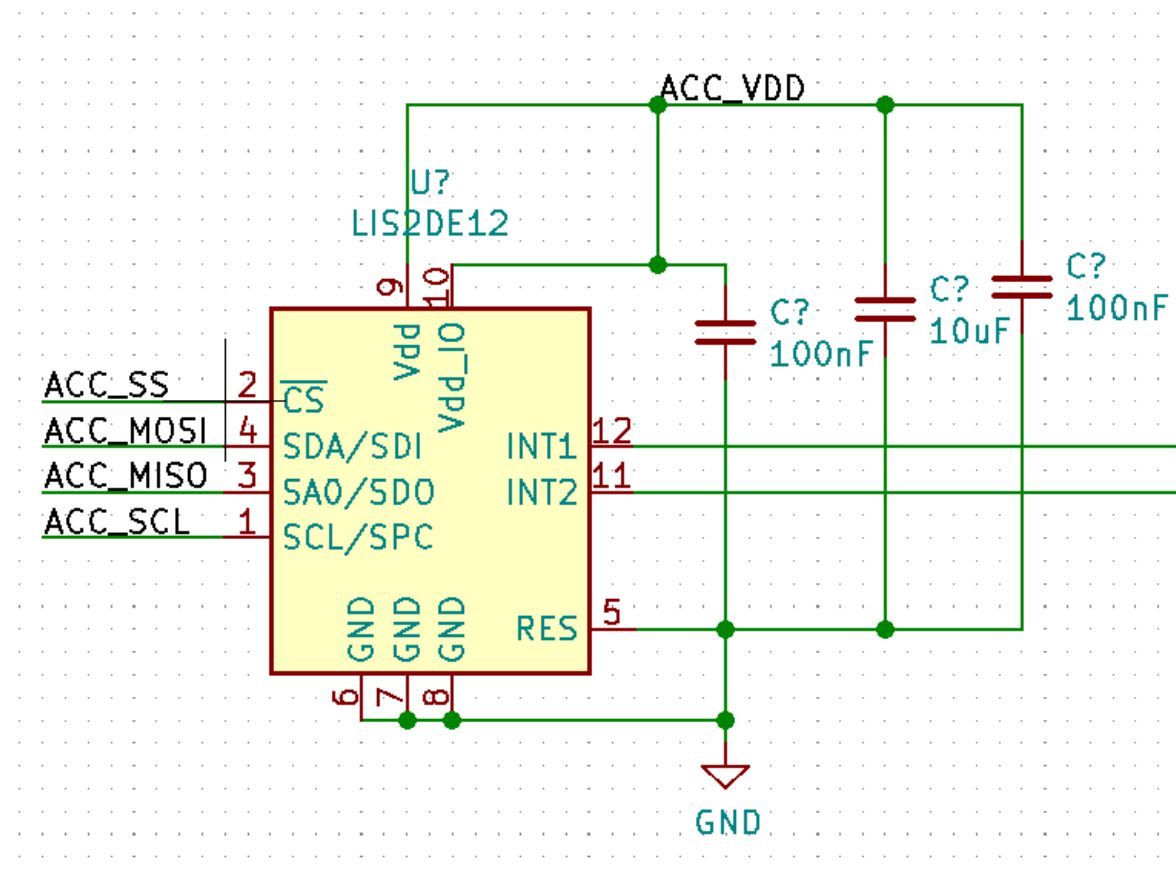 ACC_VDD
U?
LIS2DE12
9
10
Vdd
Vdd_IO
C?
100nF
C?
10uF
C?
100nF
ACC_SS
2
CS
ACC_MOSI
4
SDA/SDI
INT1
12
ACC_MISO
3
SA0/SDO
INT2
11
ACC_SCL
1
SCL/SPC
GND
GND
GND
RES
5
6
7
8
GND